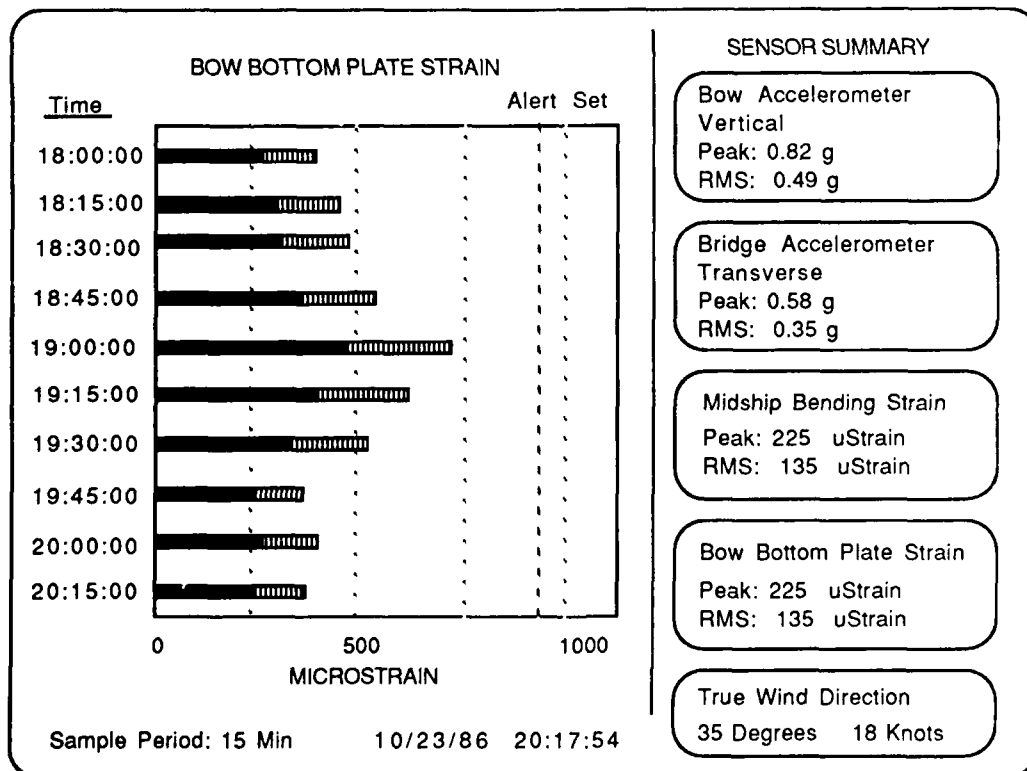 BOW BOTTOM PLATE STRAIN
Time
Alert Set
18:00:00
18:15:00
18:30:00
18:45:00
19:00:00
19:15:00
19:30:00
19:45:00
20:00:00
20:15:00
0 500 1000
MICROSTRAIN
Sample Period: 15 Min 10/23/86 20:17:54
SENSOR SUMMARY
Bow Accelerometer
Vertical
Peak: 0.82 g
RMS: 0.49 g
Bridge Accelerometer
Transverse
Peak: 0.58 g
RMS: 0.35 g
Midship Bending Strain
Peak: 225 uStrain
RMS: 135 uStrain
Bow Bottom Plate Strain
Peak: 225 uStrain
RMS: 135 uStrain
True Wind Direction
35 Degrees 18 Knots